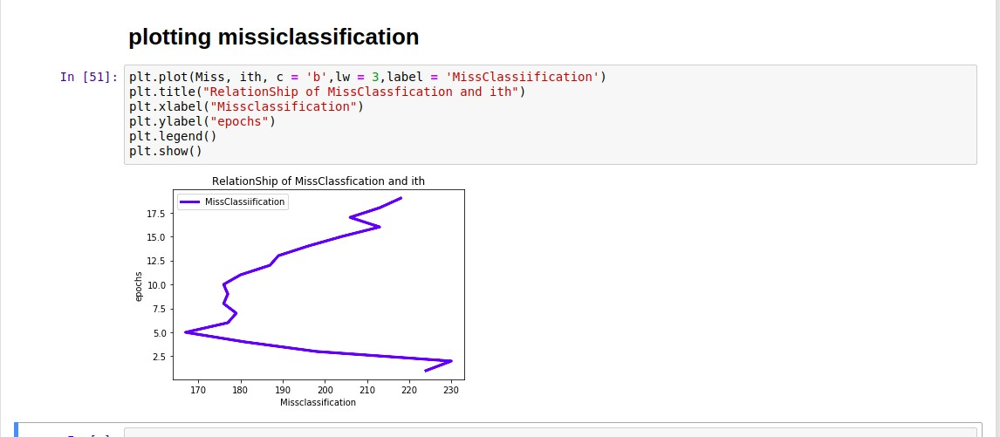 plotting missiclassification
In [51]:
plt.plot(Miss, ith, c = 'b',lw = 3,label = 'MissClassiification')
plt.title("RelationShip of MissClassfication and ith")
plt.xlabel("Missclassification")
plt.ylabel("epochs")
plt.legend()
plt.show()
RelationShip of MissClassfication and ith
MissClassiification
17.5
15.0
12.5
10.0
7.5
5.0
2.5
epochs
170 180 190 200 210 220 230
Missclassification